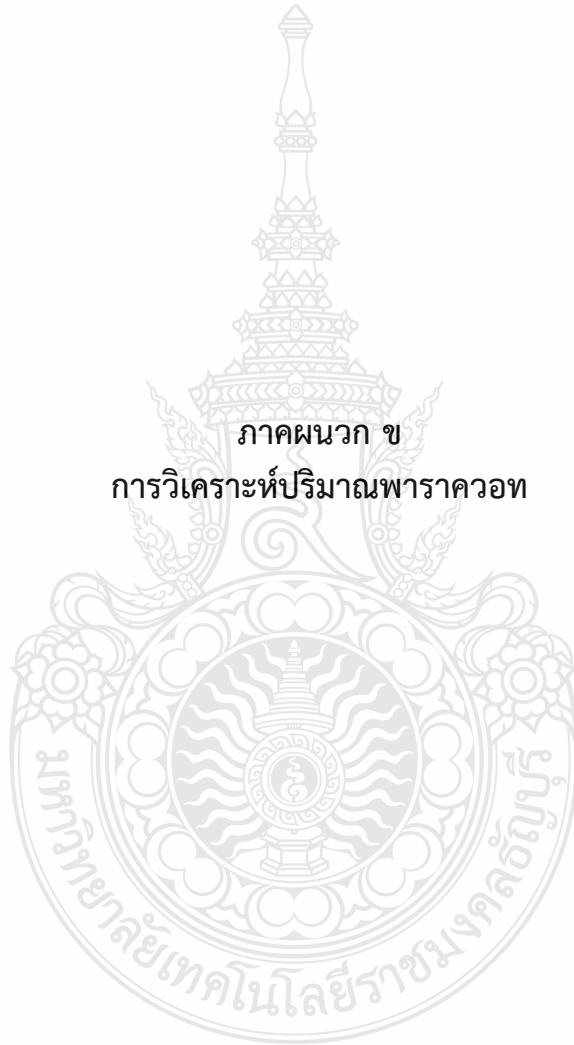 ภาคผนวก ข
การวิเคราะห์ปริมาณพาราควอท
มหาวิทยาลัยเทคโนโลยีราชมงคลธัญบุรี